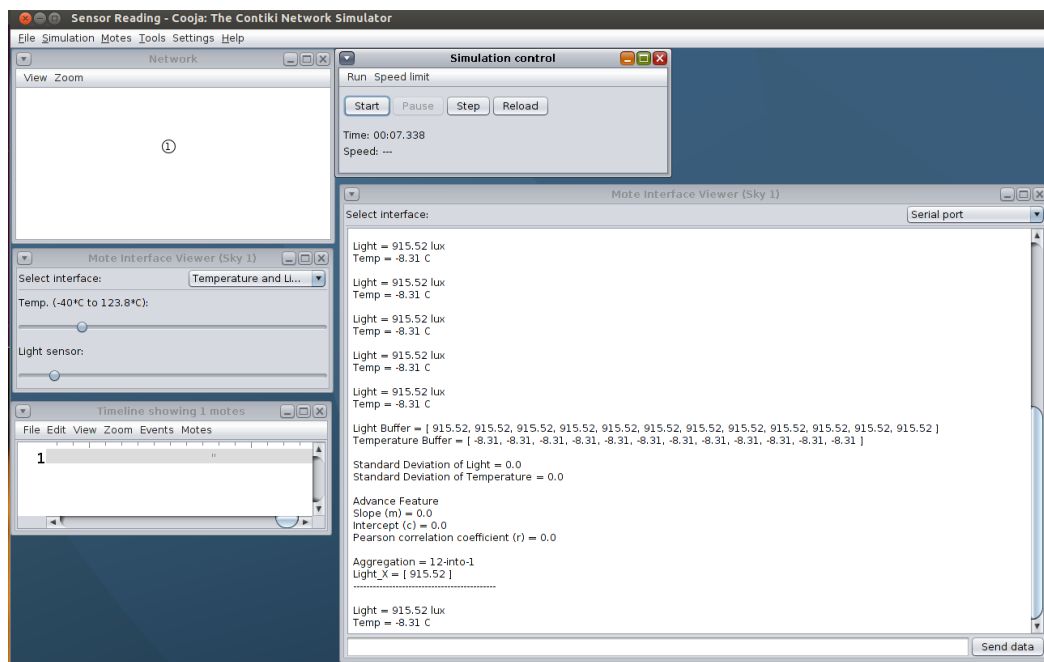 Sensor Reading - Cooja: The Contiki Network Simulator
File Simulation Motes Tools Settings Help
Network
View Zoom
1
Simulation control
Run Speed limit
Start Pause Step Reload
Time: 00:07.338
Speed: ---
Mote Interface Viewer (Sky 1)
Select interface: Temperature and Li...
Temp. (-40*C to 123.8*C):
Light sensor:
Timeline showing 1 motes
File Edit View Zoom Events Motes
1
Mote Interface Viewer (Sky 1)
Select interface: Serial port
Light = 915.52 lux
Temp = -8.31 C
Light = 915.52 lux
Temp = -8.31 C
Light = 915.52 lux
Temp = -8.31 C
Light = 915.52 lux
Temp = -8.31 C
Light = 915.52 lux
Temp = -8.31 C
Light Buffer = [ 915.52, 915.52, 915.52, 915.52, 915.52, 915.52, 915.52, 915.52, 915.52, 915.52, 915.52, 915.52 ]
Temperature Buffer = [ -8.31, -8.31, -8.31, -8.31, -8.31, -8.31, -8.31, -8.31, -8.31, -8.31, -8.31, -8.31 ]
Standard Deviation of Light = 0.0
Standard Deviation of Temperature = 0.0
Advance Feature
Slope (m) = 0.0
Intercept (c) = 0.0
Pearson correlation coefficient (r) = 0.0
Aggregation = 12-into-1
Light_X = [ 915.52 ]
--------------------------------------------
Light = 915.52 lux
Temp = -8.31 C
Send data